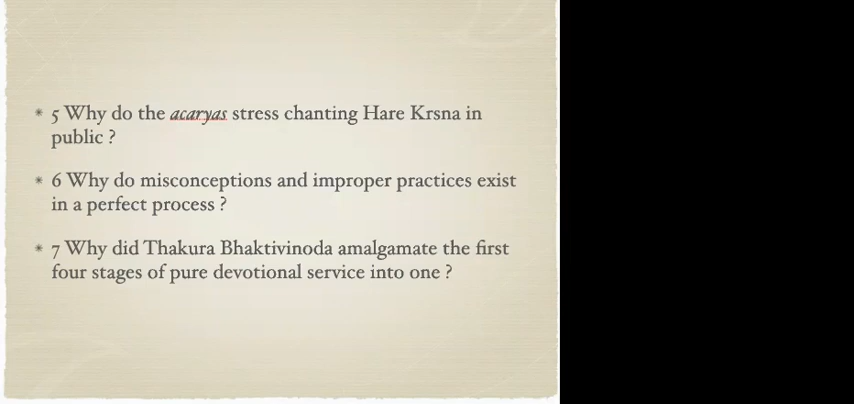 * 5 Why do the acaryas stress chanting Hare Krsna in
public ?
* 6 Why do misconceptions and improper practices exist
in a perfect process ?
* 7 Why did Thakura Bhaktivinoda amalgamate the first
four stages of pure devotional service into one ?